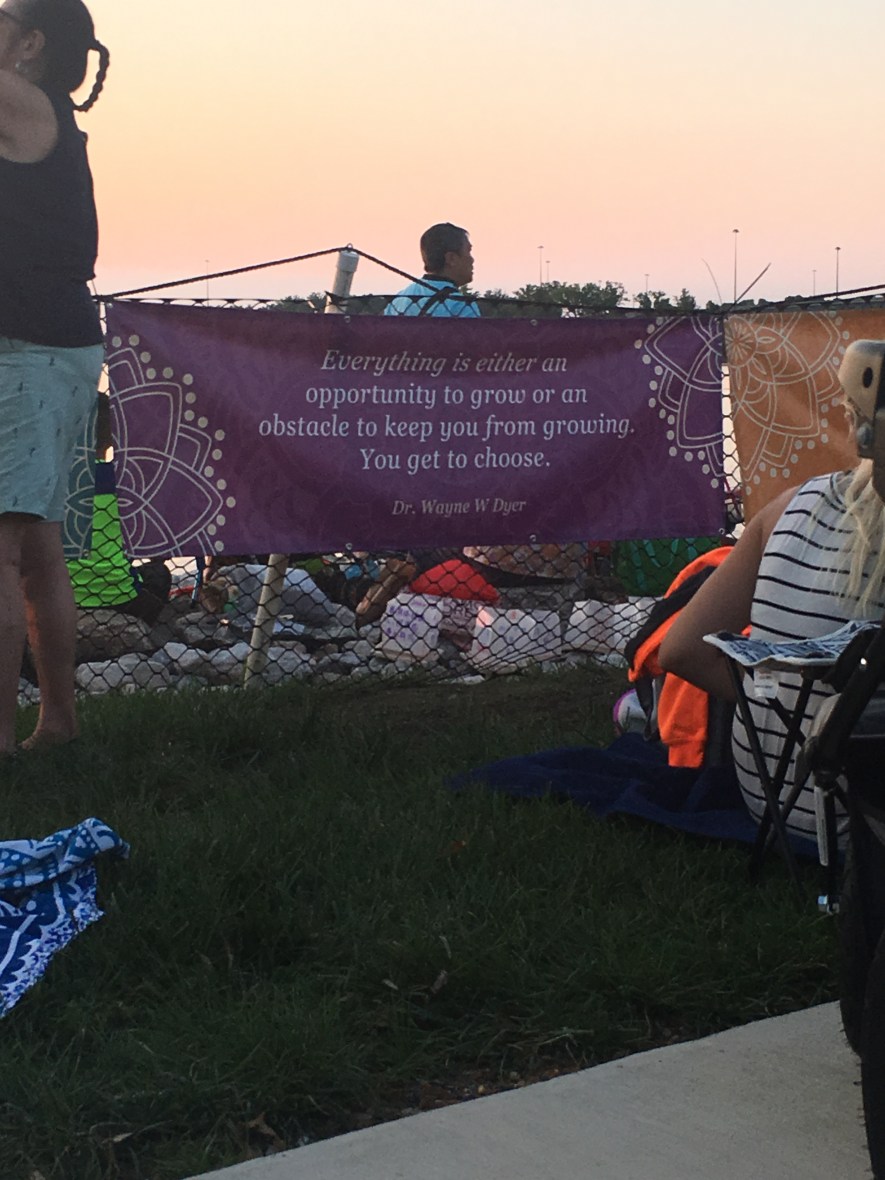 Everything is either an
opportunity to grow or an
obstacle to keep you from growing.
You get to choose.
Dr. Wayne W Dyer